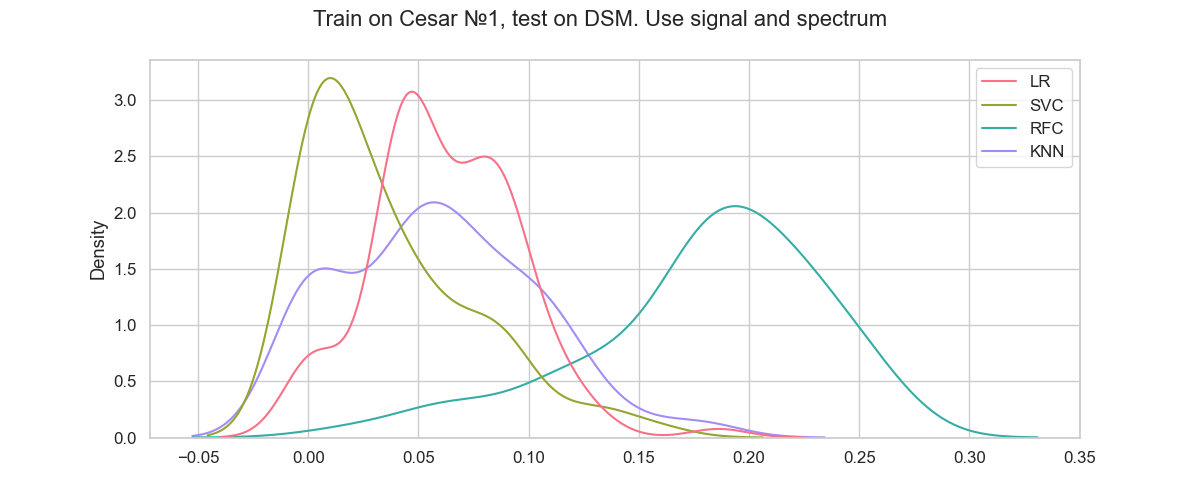 Train on Cesar №1, test on DSM. Use signal and spectrum
LR
SVC
RFC
KNN
Density
3.0
2.5
2.0
1.5
1.0
0.5
0.0
−0.05 0.00 0.05 0.10 0.15 0.20 0.25 0.30 0.35